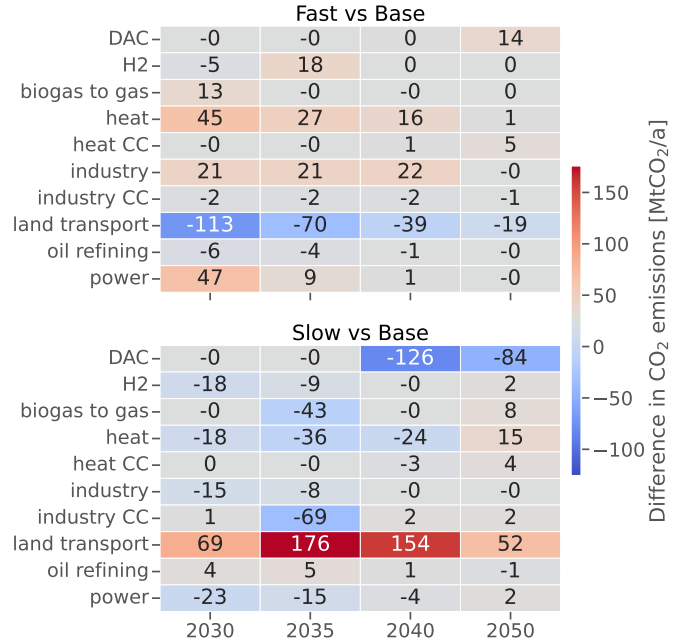 Fast vs Base
DAC -0 -0 0 14
H2 -5 18 0 0
biogas to gas 13 -0 -0 0
heat 45 27 16 1
heat CC -0 -0 1 5
industry 21 21 22 -0
industry CC -2 -2 -2 -1
land transport -113 -70 -39 -19
oil refining -6 -4 -1 -0
power 47 9 1 -0
Slow vs Base
DAC -0 -0 -126 -84
H2 -18 -9 -0 2
biogas to gas -0 -43 -0 8
heat -18 -36 -24 15
heat CC 0 -0 -3 4
industry -15 -8 -0 -0
industry CC 1 -69 2 2
land transport 69 176 154 52
oil refining 4 5 1 -1
power -23 -15 -4 2
2030 2035 2040 2050
150
100
50
0
−50
−100
Difference in CO₂ emissions [MtCO₂/a]